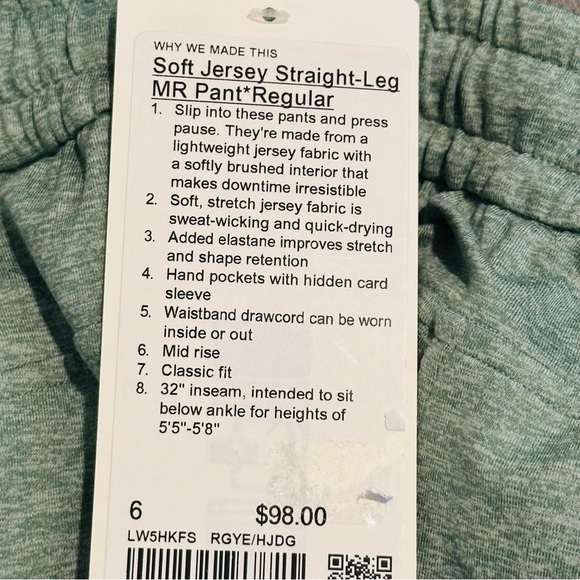 WHY WE MADE THIS
Soft Jersey Straight-Leg
MR Pant*Regular
1. Slip into these pants and press
pause. They're made from a
lightweight jersey fabric with
a softly brushed interior that
makes downtime irresistible
2. Soft, stretch jersey fabric is
sweat-wicking and quick-drying
3. Added elastane improves stretch
and shape retention
4. Hand pockets with hidden card
sleeve
5. Waistband drawcord can be worn
inside or out
6. Mid rise
7. Classic fit
8. 32" inseam, intended to sit
below ankle for heights of
5'5"-5'8"
6 $98.00
LW5HKFS RGYE/HJDG